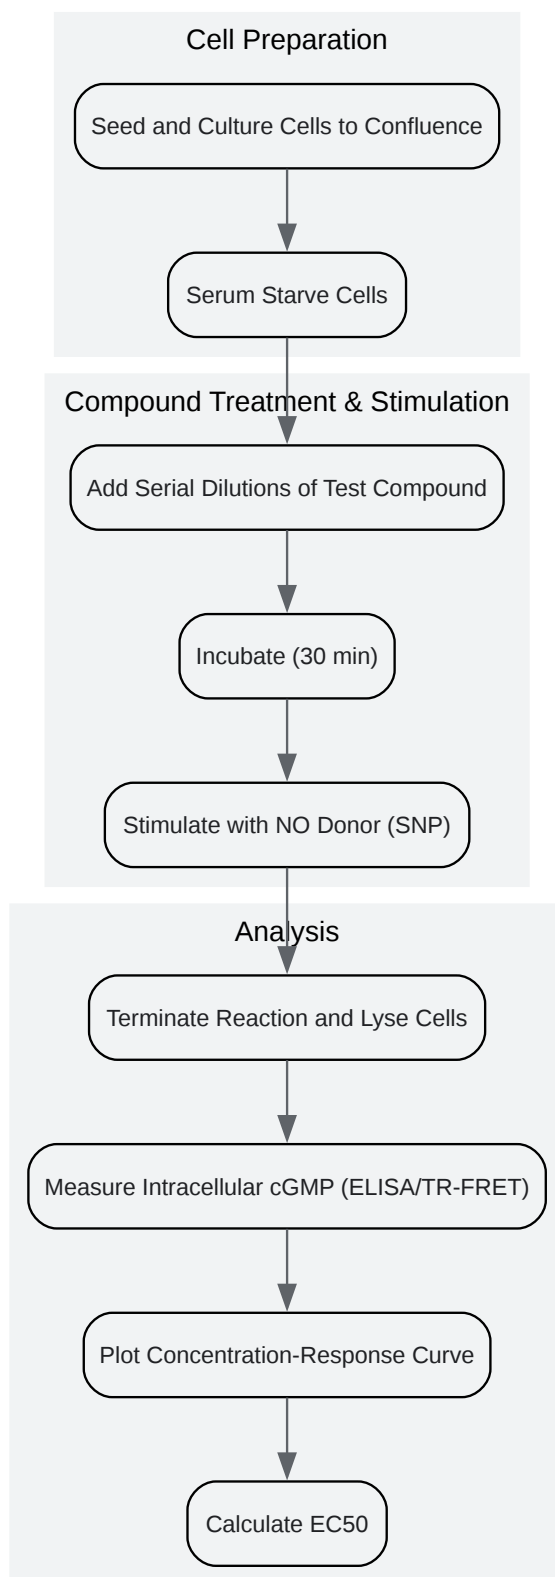 Cell Preparation
Seed and Culture Cells to Confluence
Serum Starve Cells
Compound Treatment & Stimulation
Add Serial Dilutions of Test Compound
Incubate (30 min)
Stimulate with NO Donor (SNP)
Analysis
Terminate Reaction and Lyse Cells
Measure Intracellular cGMP (ELISA/TR-FRET)
Plot Concentration-Response Curve
Calculate EC50